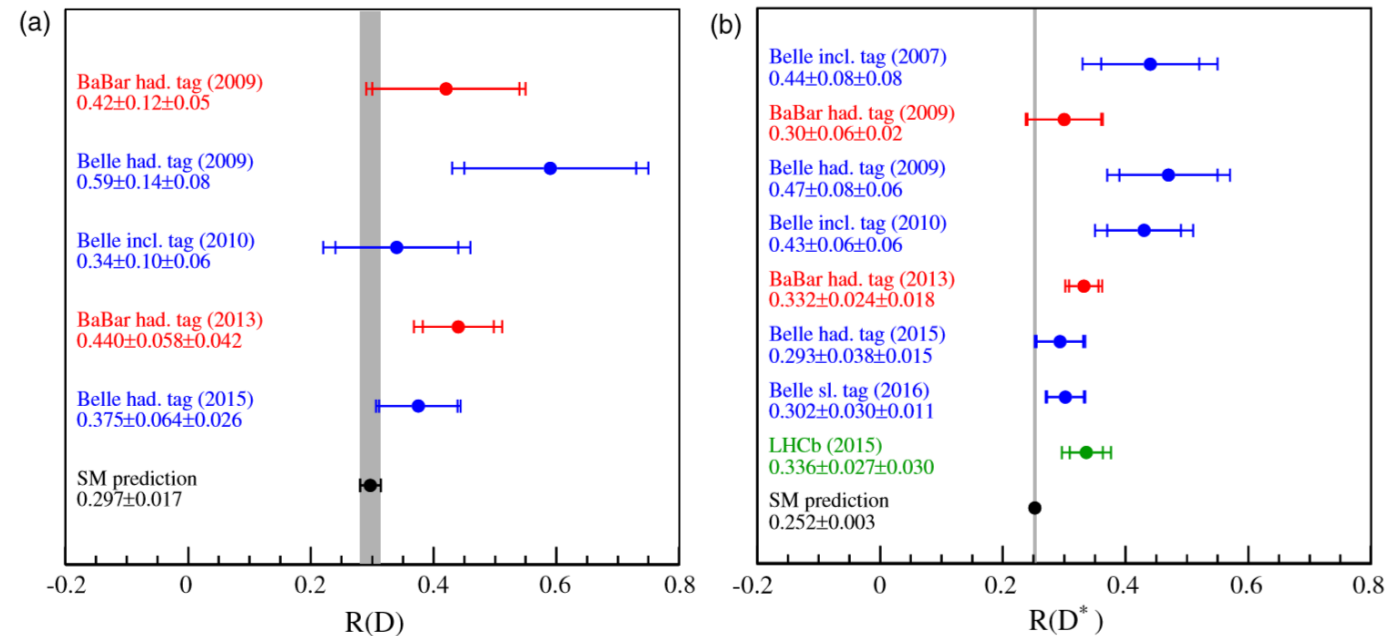 (a)
BaBar had. tag (2009)
0.42±0.12±0.05
Belle had. tag (2009)
0.59±0.14±0.08
Belle incl. tag (2010)
0.34±0.10±0.06
BaBar had. tag (2013)
0.440±0.058±0.042
Belle had. tag (2015)
0.375±0.064±0.026
SM prediction
0.297±0.017
-0.2 0 0.2 0.4 0.6 0.8
R(D)
(b)
Belle incl. tag (2007)
0.44±0.08±0.08
BaBar had. tag (2009)
0.30±0.06±0.02
Belle had. tag (2009)
0.47±0.08±0.06
Belle incl. tag (2010)
0.43±0.06±0.06
BaBar had. tag (2013)
0.332±0.024±0.018
Belle had. tag (2015)
0.293±0.038±0.015
Belle sl. tag (2016)
0.302±0.030±0.011
LHCb (2015)
0.336±0.027±0.030
SM prediction
0.252±0.003
-0.2 0 0.2 0.4 0.6 0.8
R(D* )